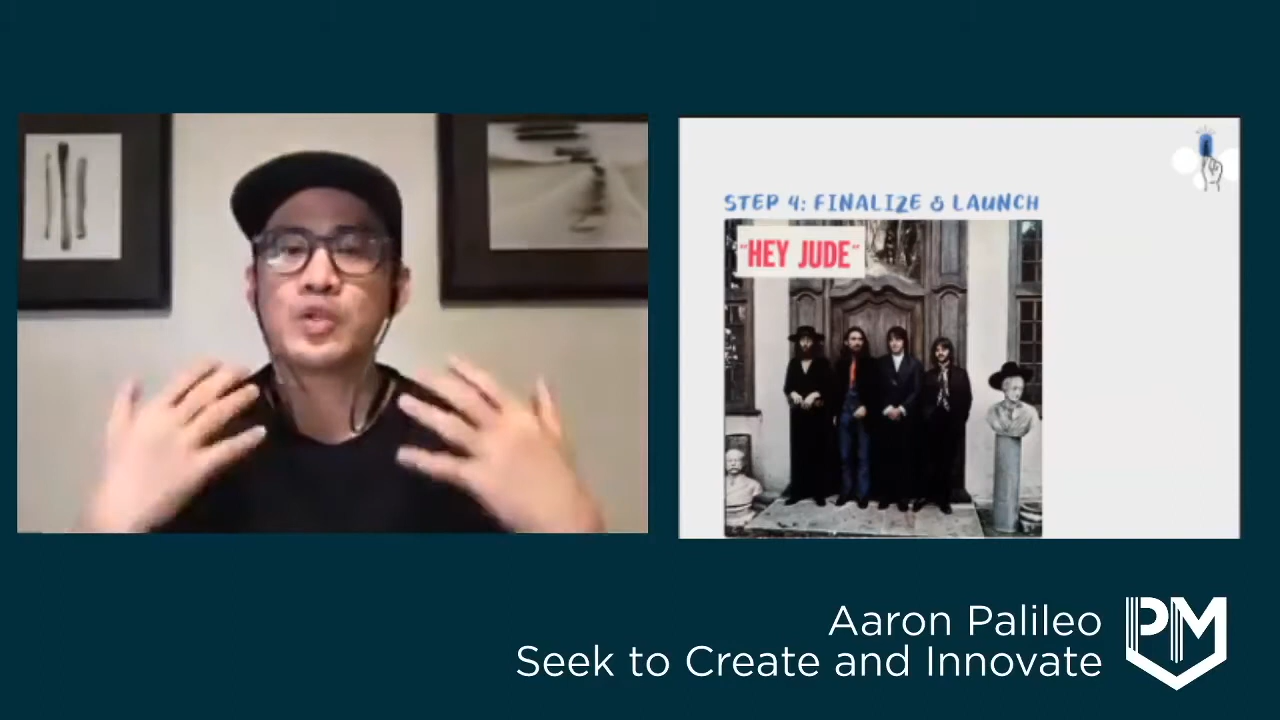 STEP 4: FINALIZE & LAUNCH
"HEY JUDE"
Aaron Palileo
Seek to Create and Innovate
PM